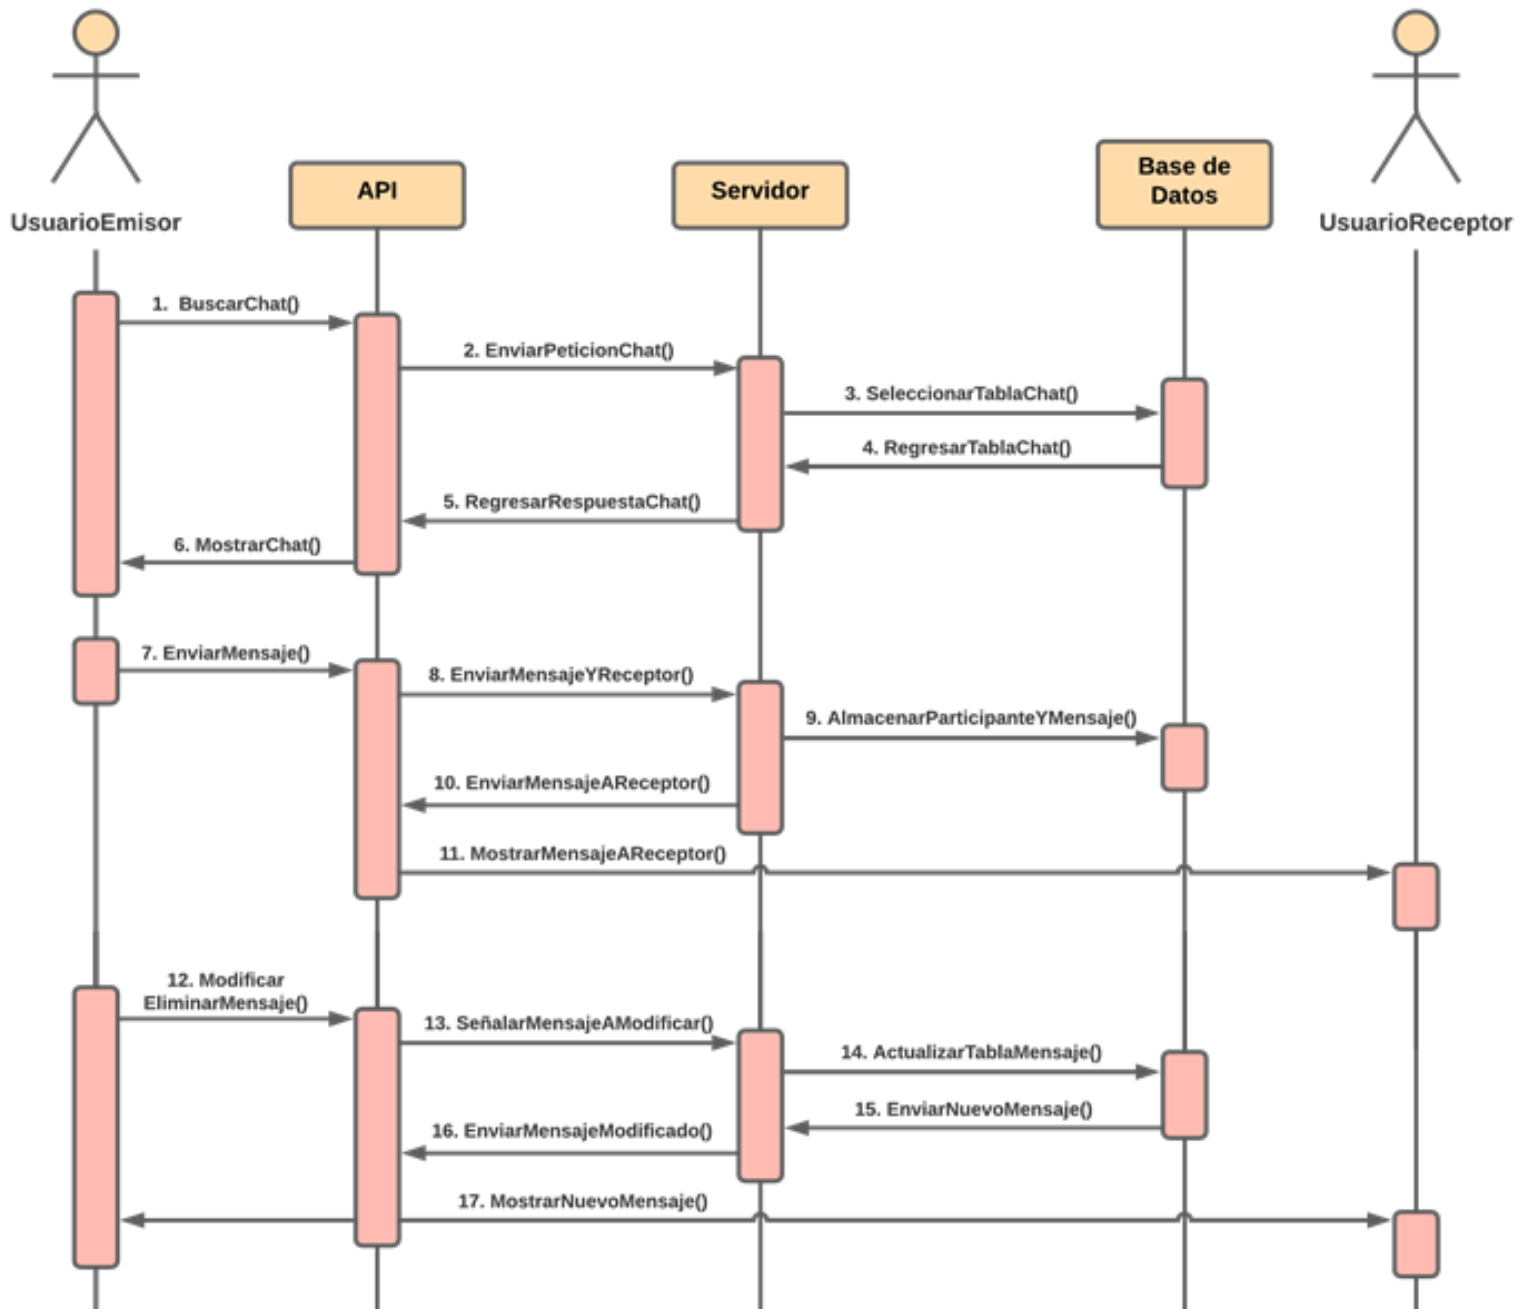 UsuarioEmisor
API
Servidor
Base de
Datos
UsuarioReceptor
1. BuscarChat()
2. EnviarPeticionChat()
3. SeleccionarTablaChat()
4. RegresarTablaChat()
5. RegresarRespuestaChat()
6. MostrarChat()
7. EnviarMensaje()
8. EnviarMensajeYReceptor()
9. AlmacenarParticipanteYMensaje()
10. EnviarMensajeAReceptor()
11. MostrarMensajeAReceptor()
12. Modificar
EliminarMensaje()
13. SeñalarMensajeAModificar()
14. ActualizarTablaMensaje()
15. EnviarNuevoMensaje()
16. EnviarMensajeModificado()
17. MostrarNuevoMensaje()